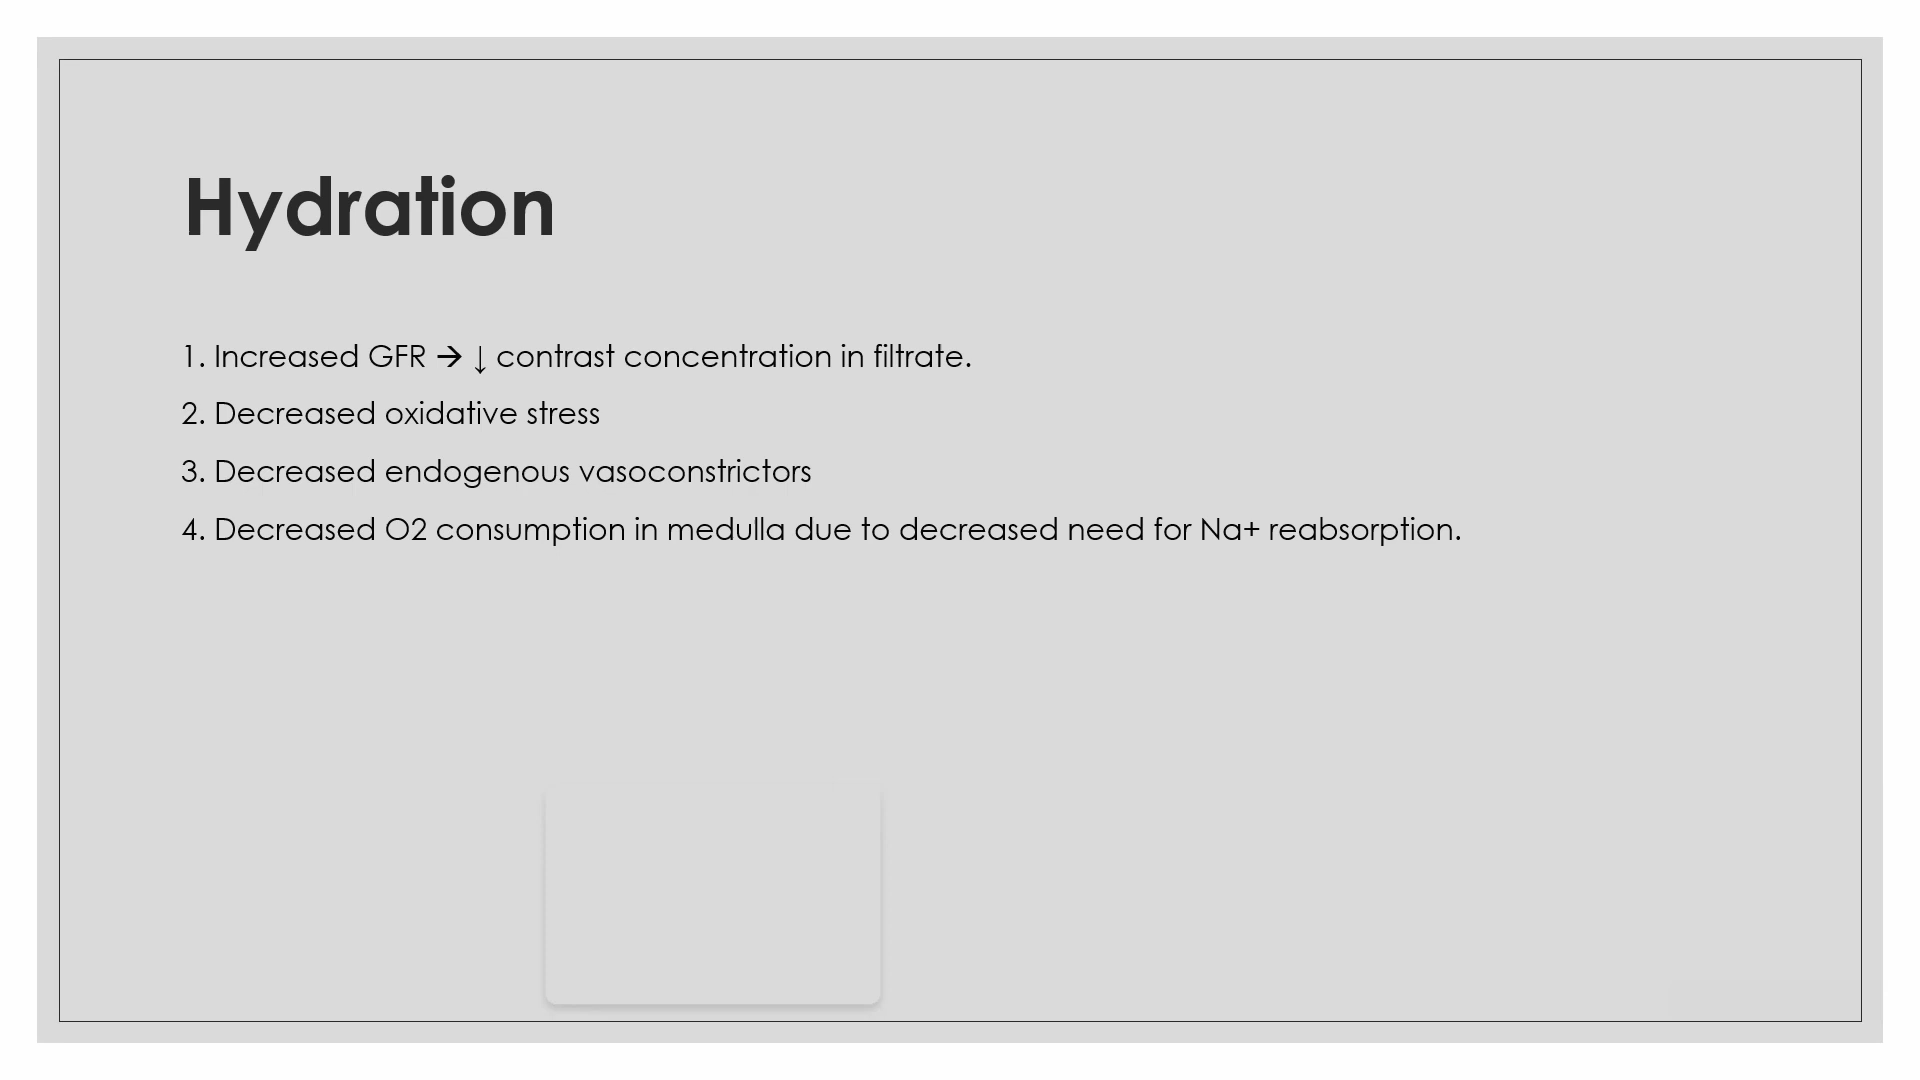 Hydration
1. Increased GFR → ↓ contrast concentration in filtrate.
2. Decreased oxidative stress
3. Decreased endogenous vasoconstrictors
4. Decreased O2 consumption in medulla due to decreased need for Na+ reabsorption.